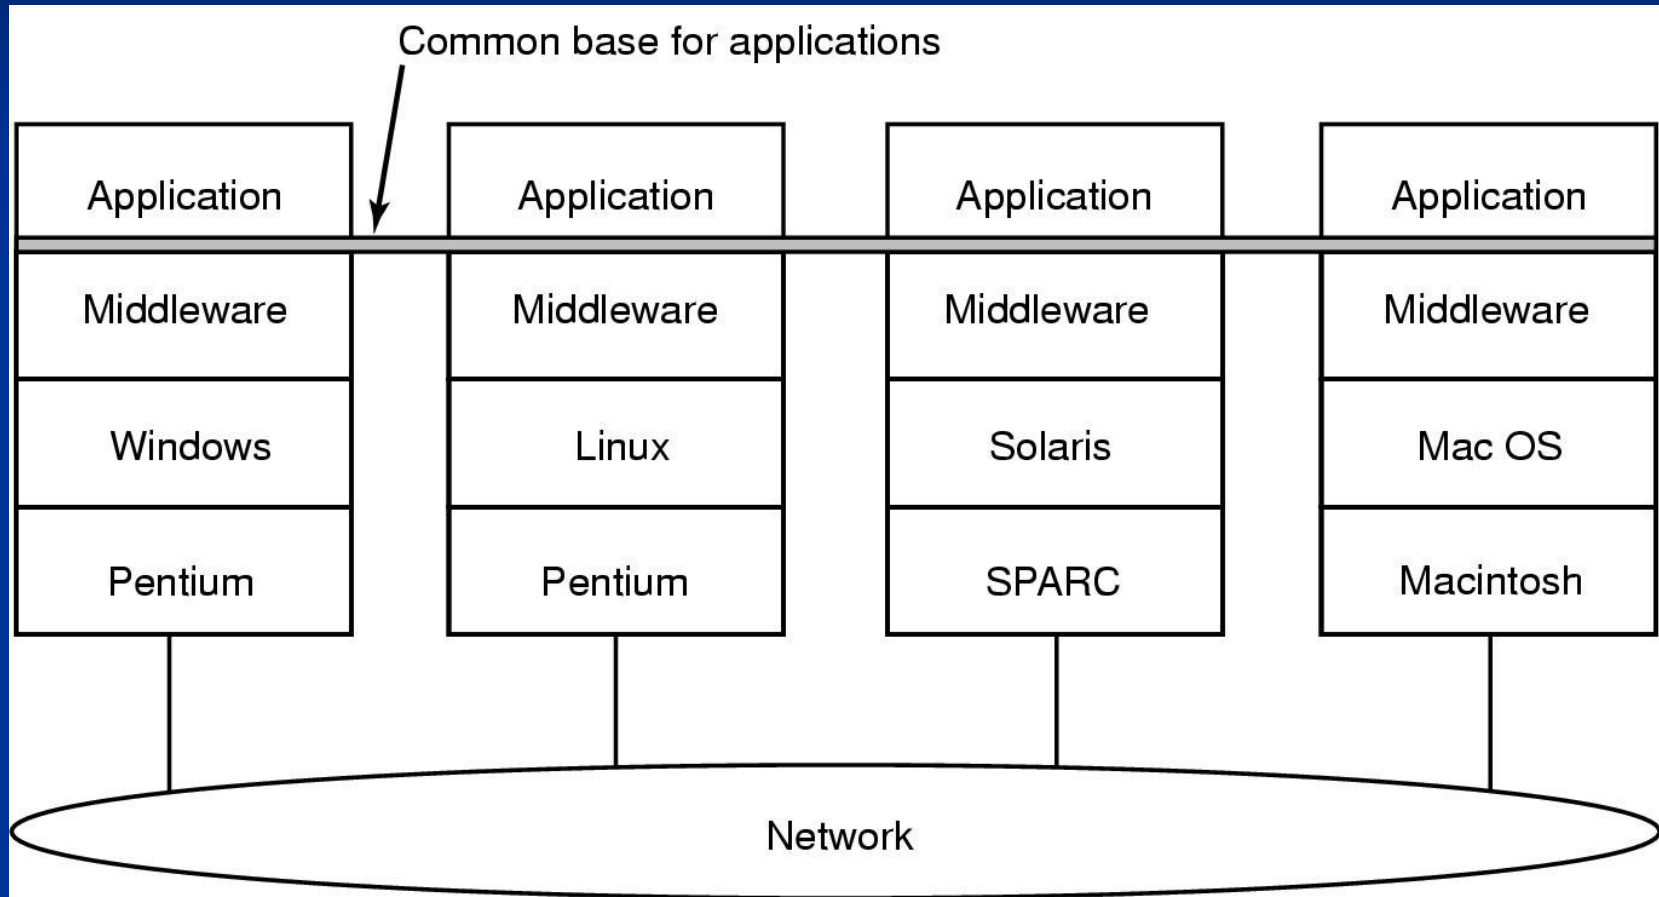 Common base for applications
Application Application Application Application
Middleware Middleware Middleware Middleware
Windows Linux Solaris Mac OS
Pentium Pentium SPARC Macintosh
Network